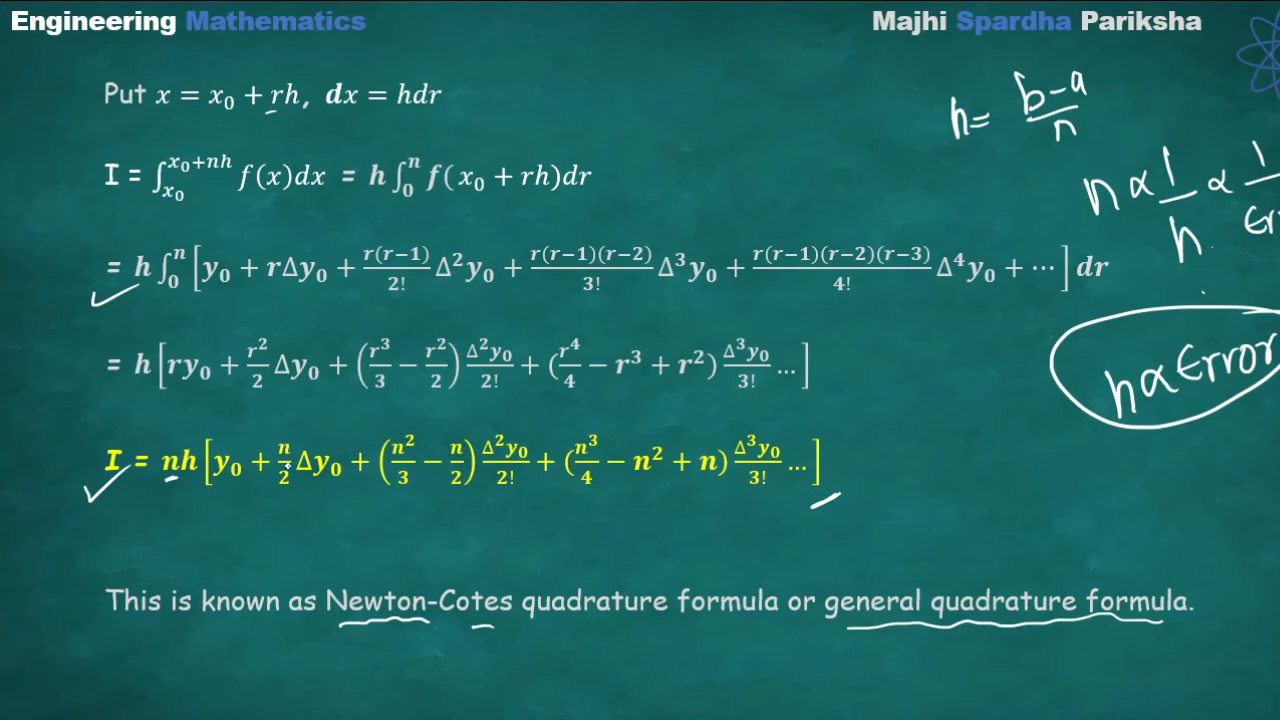 Engineering Mathematics
Majhi Spardha Pariksha
Put x = x₀ + rh, dx = hdr
I = ∫_{x₀}^{x₀+nh} f(x)dx = h ∫₀ⁿ f( x₀ + rh)dr
= h ∫₀ⁿ [y₀ + rΔy₀ + r(r−1)/2! Δ²y₀ + r(r−1)(r−2)/3! Δ³y₀ + r(r−1)(r−2)(r−3)/4! Δ⁴y₀ + ⋯] dr
= h [ry₀ + r²/2 Δy₀ + (r³/3 − r²/2) Δ²y₀/2! + (r⁴/4 − r³ + r²) Δ³y₀/3! …]
I = nh [y₀ + n/2 Δy₀ + (n²/3 − n/2) Δ²y₀/2! + (n³/4 − n² + n) Δ³y₀/3! …]
This is known as Newton-Cotes quadrature formula or general quadrature formula.
h = b−a/n
n ∝ 1/h ∝ 1/Er
h ∝ Error